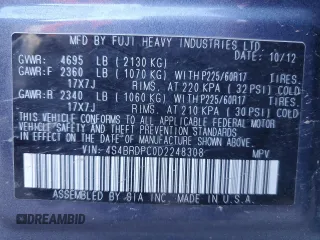 MFD BY FUJI HEAVY INDUSTRIES LTD.
DATE: 10/12
GVWR: 4695 LB (2130 KG)
GAWR:F 2360 LB (1070 KG) WITH P225/60R17 TIRES,
17X7J RIMS, AT 220 KPA (32 PSI) COLD
GAWR:R 2340 LB (1060 KG) WITH P225/60R17 TIRES,
17X7J RIMS, AT 210 KPA (30 PSI) COLD
THIS VEHICLE CONFORMS TO ALL APPLICABLE
FEDERAL MOTOR VEHICLE SAFETY STANDARDS
IN EFFECT ON THE DATE OF MANUFACTURE SHOWN
ABOVE.
VIN: 4S4BRDPC0D2248308 MPV
ASSEMBLED BY SIA INC. MADE IN U.S.A.
DREAMBID